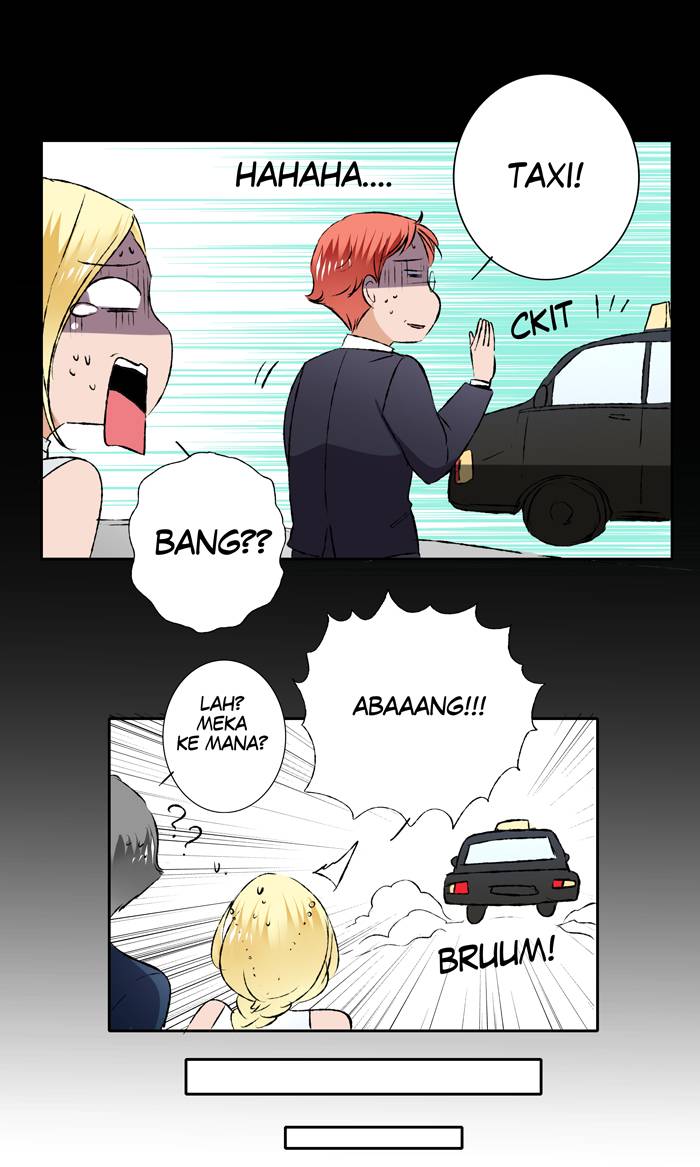 HAHAHA....
TAXI!
CKIT
BANG??
ABAAANG!!!
LAH?
MEKA
KE MANA?
? ?
BRUUM!